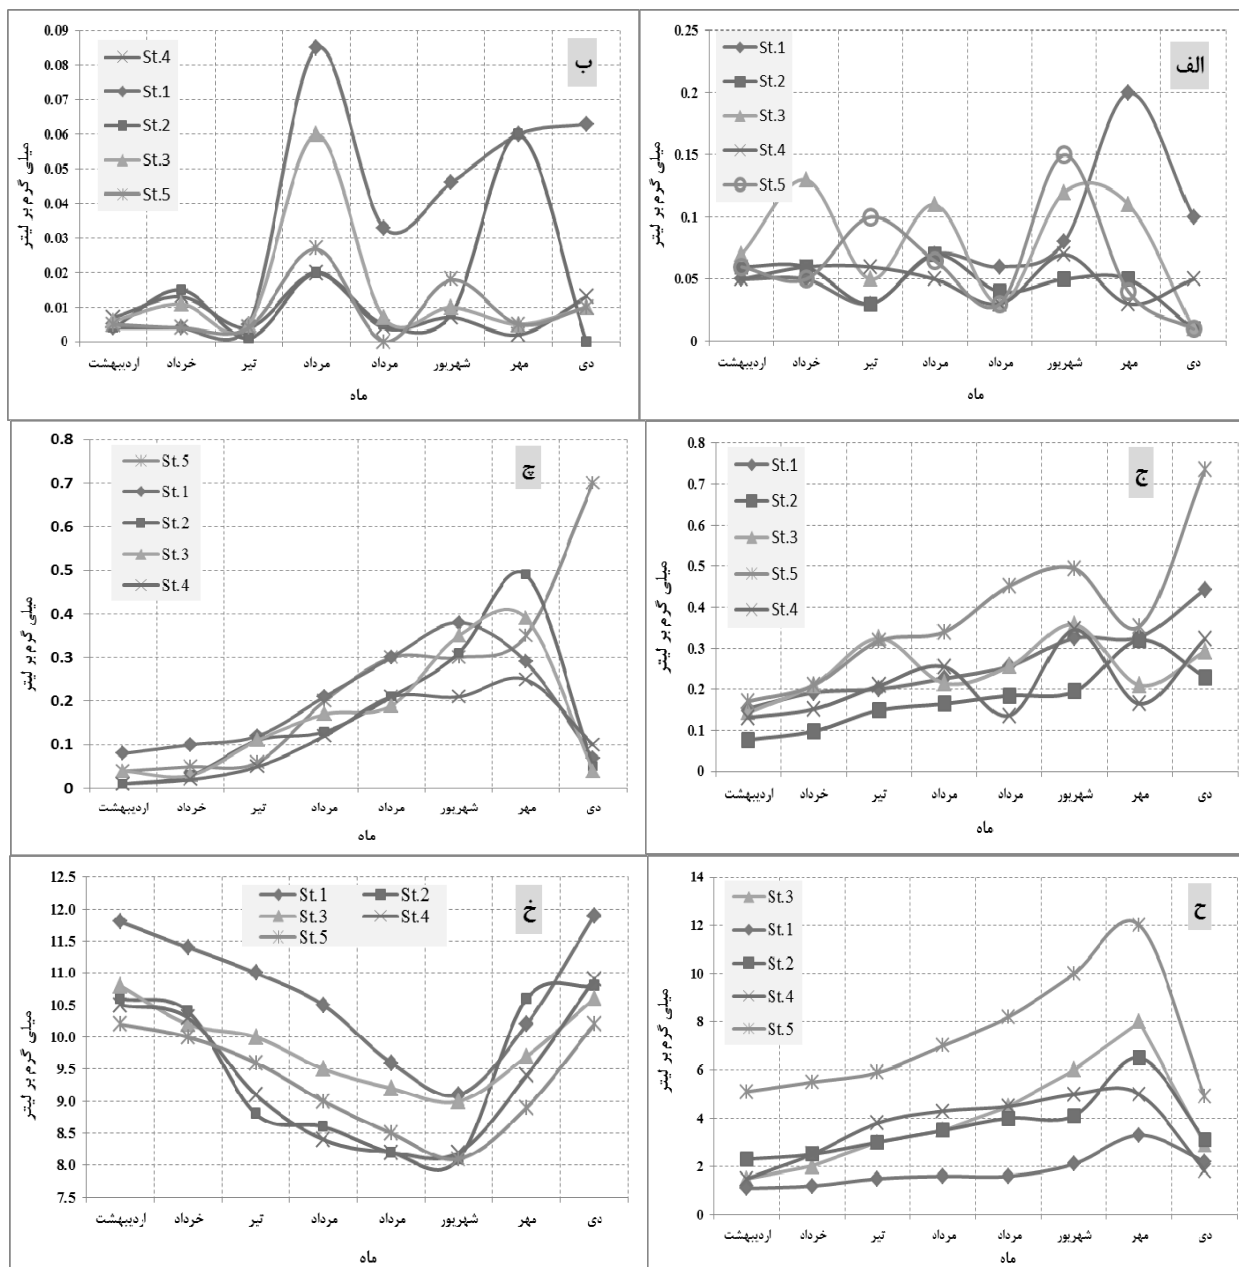 ب
0.09
0.08
0.07
0.06
0.05
0.04
0.03
0.02
0.01
0
میلی گرم بر لیتر
St.4
St.1
St.2
St.3
St.5
اردیبهشت خرداد تیر مرداد مرداد شهریور مهر دی
ماه
الف
0.25
0.2
0.15
0.1
0.05
0
میلی گرم بر لیتر
St.1
St.2
St.3
St.4
St.5
اردیبهشت خرداد تیر مرداد مرداد شهریور مهر دی
ماه
چ
0.8
0.7
0.6
0.5
0.4
0.3
0.2
0.1
0
میلی گرم بر لیتر
St.5
St.1
St.2
St.3
St.4
اردیبهشت خرداد تیر مرداد مرداد شهریور مهر دی
ماه
ج
0.8
0.7
0.6
0.5
0.4
0.3
0.2
0.1
0
میلی گرم بر لیتر
St.1
St.2
St.3
St.5
St.4
اردیبهشت خرداد تیر مرداد مرداد شهریور مهر دی
ماه
خ
12.5
12.0
11.5
11.0
10.5
10.0
9.5
9.0
8.5
8.0
7.5
میلی گرم بر لیتر
St.1 St.2
St.3 St.4
St.5
اردیبهشت خرداد تیر مرداد مرداد شهریور مهر دی
ماه
ح
14
12
10
8
6
4
2
0
میلی گرم بر لیتر
St.3
St.1
St.2
St.4
St.5
اردیبهشت خرداد تیر مرداد مرداد شهریور مهر دی
ماه